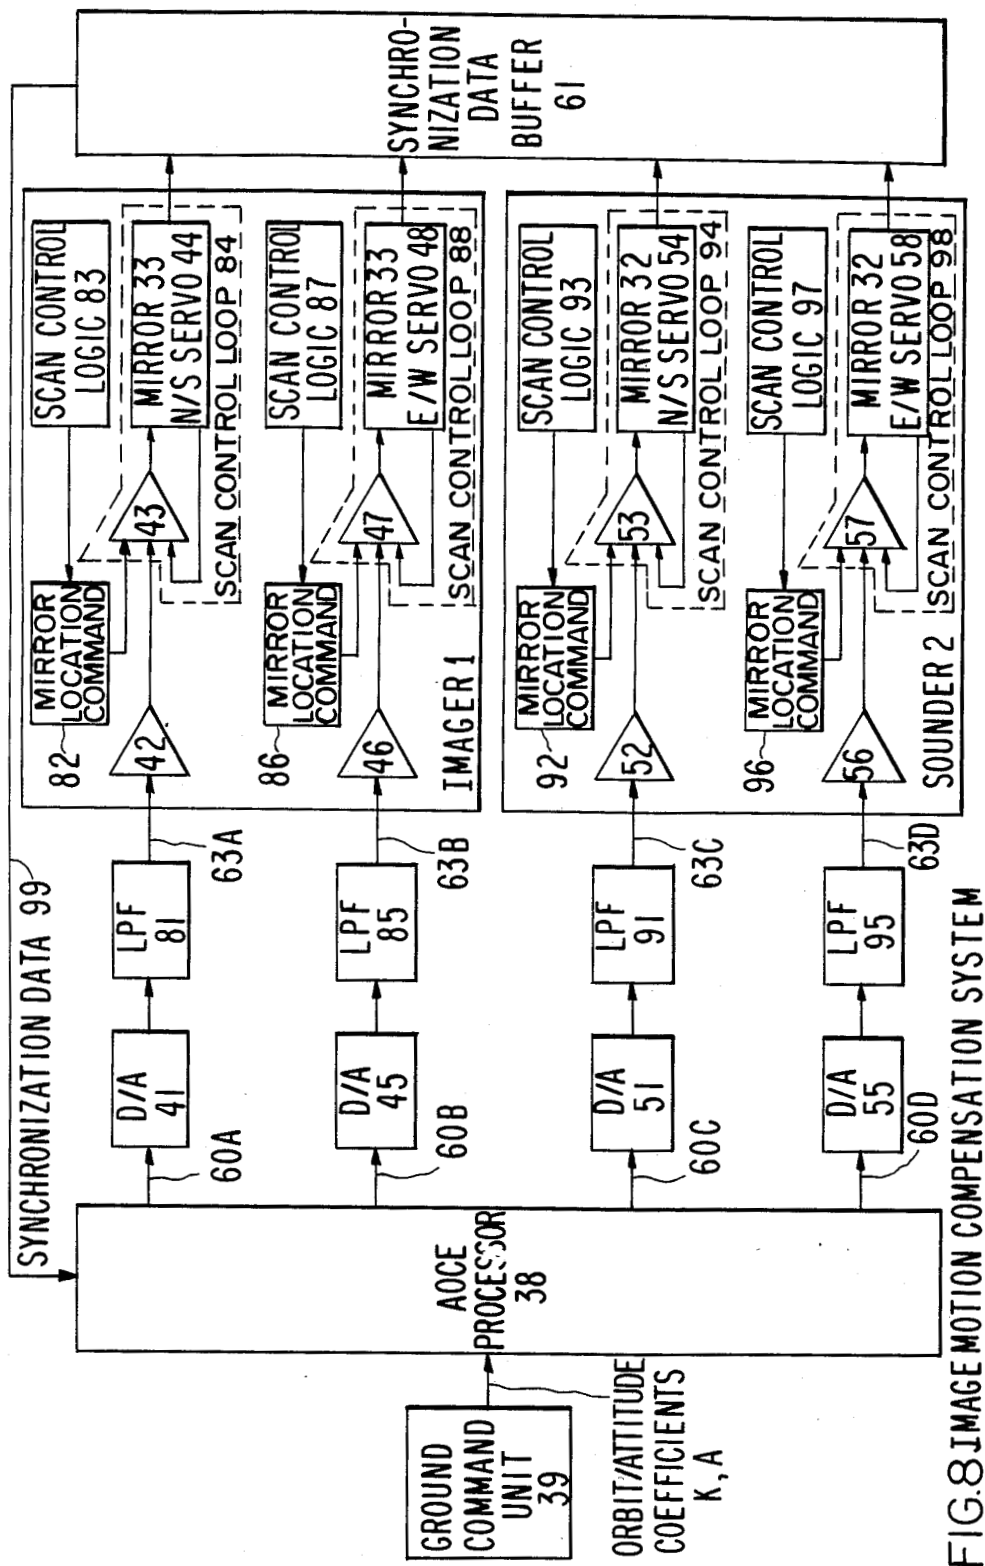 SYNCHRONIZATION DATA 99
GROUND
COMMAND
UNIT
39
ORBIT/ATTITUDE
COEFFICIENTS
K, A
AOCE
PROCESSOR
38
60A
D/A
41
LPF
81
63A
42
82
MIRROR
LOCATION
COMMAND
43
SCAN CONTROL
LOGIC 83
MIRROR 33
N/S SERVO 44
SCAN CONTROL LOOP 84
60B
D/A
45
LPF
85
63B
46
86
MIRROR
LOCATION
COMMAND
47
SCAN CONTROL
LOGIC 87
MIRROR 33
E/W SERVO 48
SCAN CONTROL LOOP 88
IMAGER 1
60C
D/A
51
LPF
91
63C
52
92
MIRROR
LOCATION
COMMAND
53
SCAN CONTROL
LOGIC 93
MIRROR 32
N/S SERVO 54
SCAN CONTROL LOOP 94
60D
D/A
55
LPF
95
63D
56
96
MIRROR
LOCATION
COMMAND
57
SCAN CONTROL
LOGIC 97
MIRROR 32
E/W SERVO 58
SCAN CONTROL LOOP 98
SOUNDER 2
SYNCHRO-
NIZATION
DATA
BUFFER
61
FIG.8 IMAGE MOTION COMPENSATION SYSTEM